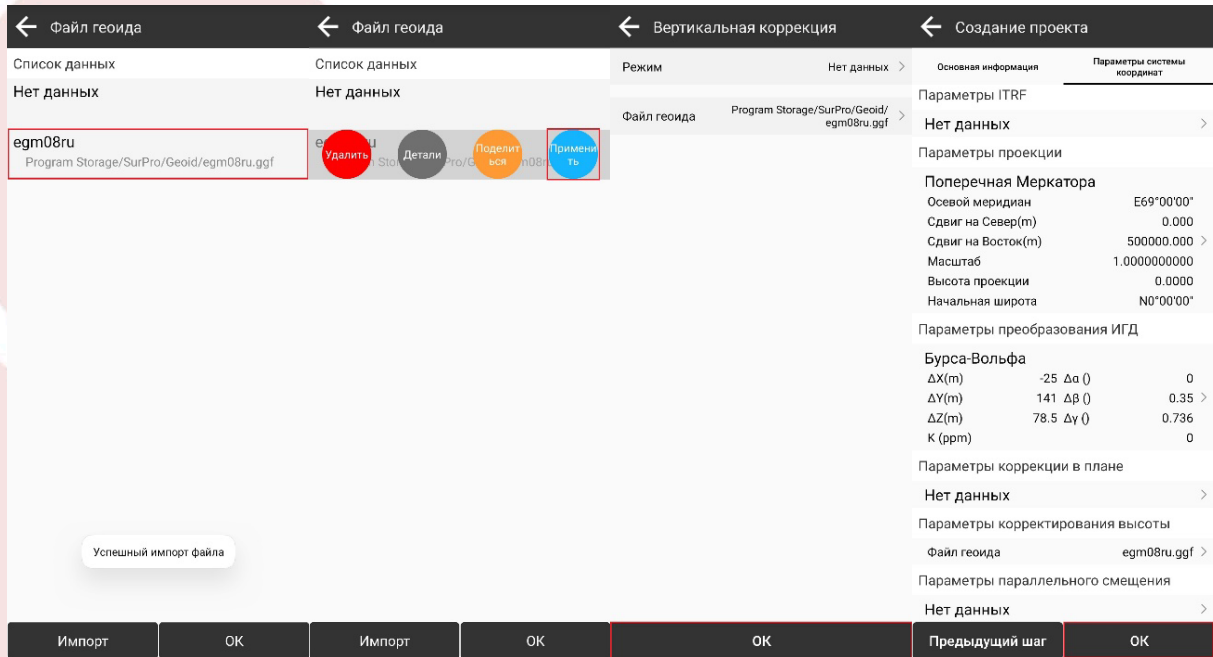 Файл геоида
Список данных
Нет данных
egm08ru
Program Storage/SurPro/Geoid/egm08ru.ggf
Успешный импорт файла
Импорт
OK
Файл геоида
Список данных
Нет данных
Удалить
Детали
Поделит
ься
Примени
ть
Импорт
OK
Вертикальная коррекция
Режим Нет данных
Файл геоида Program Storage/SurPro/Geoid/
egm08ru.ggf
OK
Создание проекта
Основная информация
Параметры системы
координат
Параметры ITRF
Нет данных
Параметры проекции
Поперечная Меркатора
Осевой меридиан E69°00'00"
Сдвиг на Север(m) 0.000
Сдвиг на Восток(m) 500000.000
Масштаб 1.0000000000
Высота проекции 0.0000
Начальная широта N0°00'00"
Параметры преобразования ИГД
Бурса-Вольфа
ΔX(m) -25 Δα () 0
ΔY(m) 141 Δβ () 0.35
ΔZ(m) 78.5 Δγ () 0.736
K (ppm) 0
Параметры коррекции в плане
Нет данных
Параметры корректирования высоты
Файл геоида egm08ru.ggf
Параметры параллельного смещения
Нет данных
Предыдущий шаг
OK